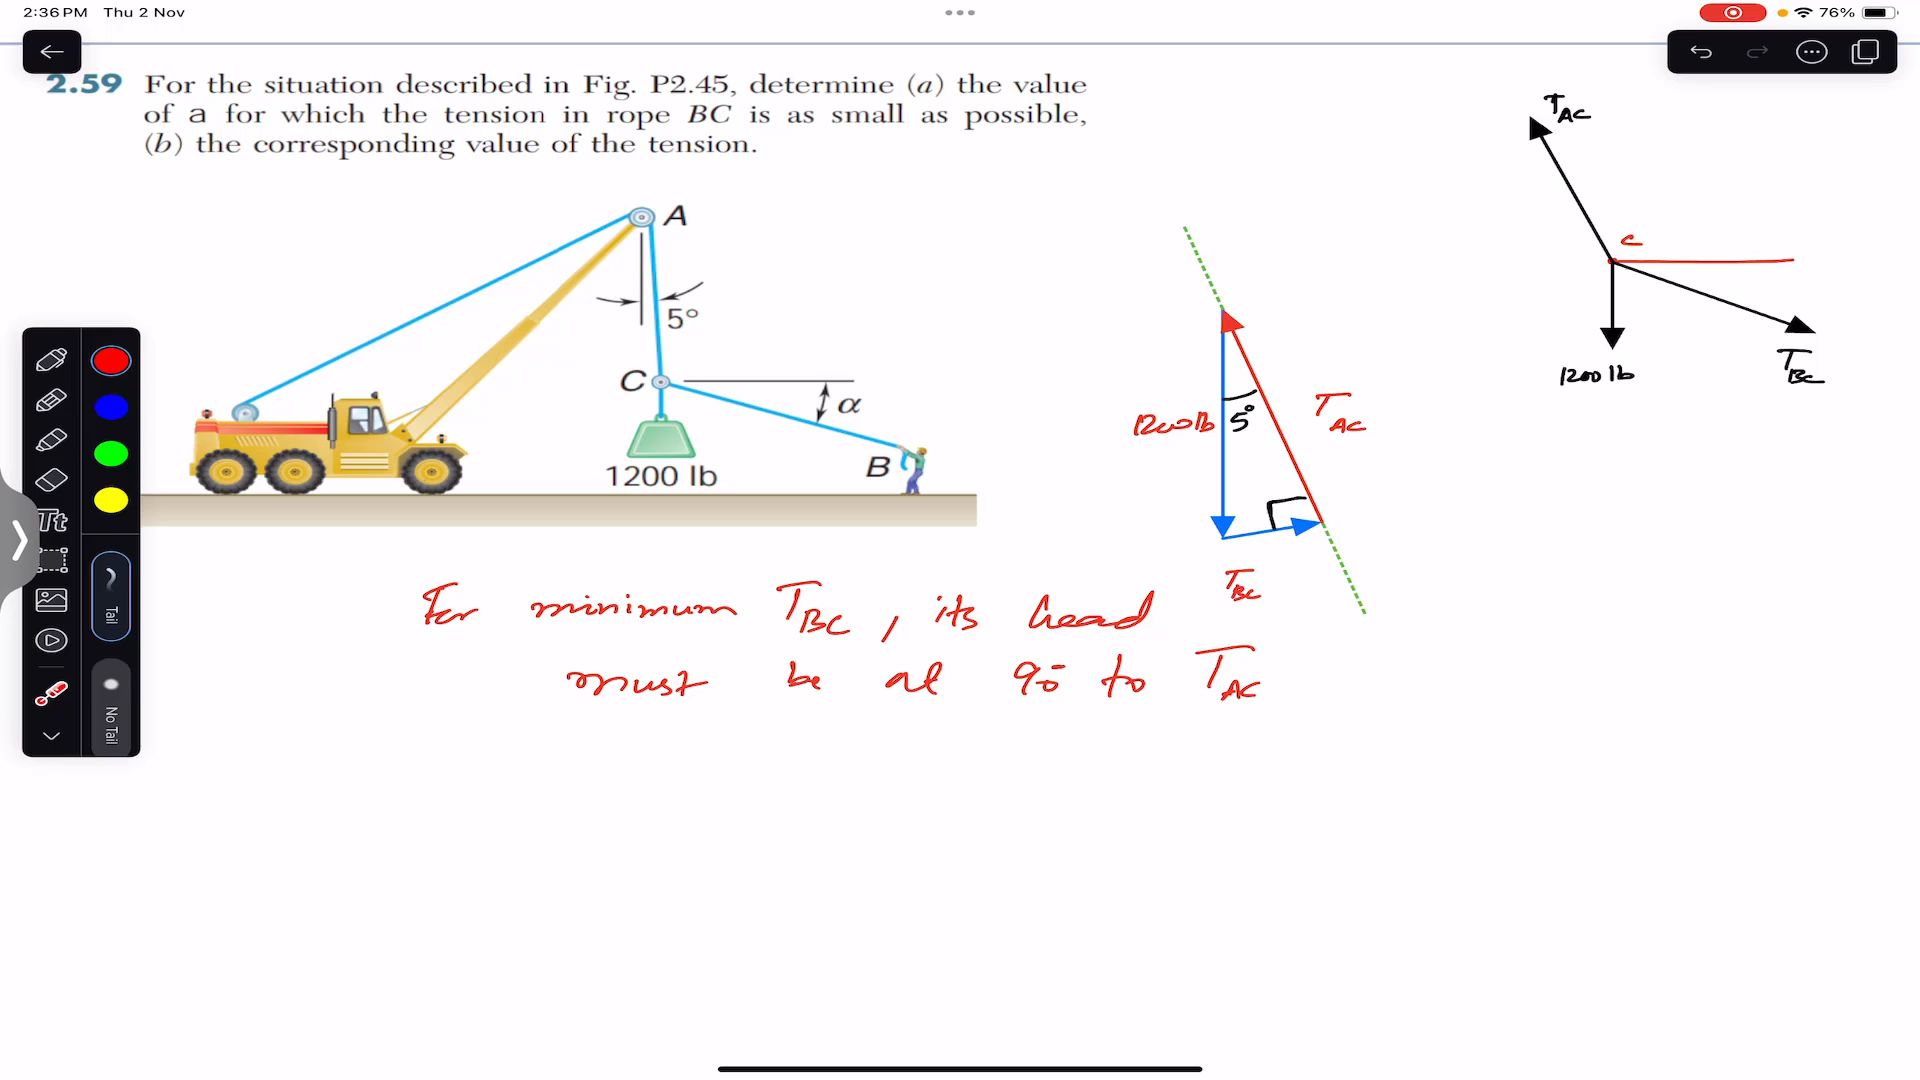 2:36 PM Thu 2 Nov
76%
2.59 For the situation described in Fig. P2.45, determine (a) the value
of a for which the tension in rope BC is as small as possible,
(b) the corresponding value of the tension.
A
5°
C
α
B
1200 lb
T_AC
C
1200 lb
T_BC
1200 lb
5°
T_AC
T_BC
For minimum T_BC, its head
must be at 90 to T_AC
Tt
Tail
No Tail